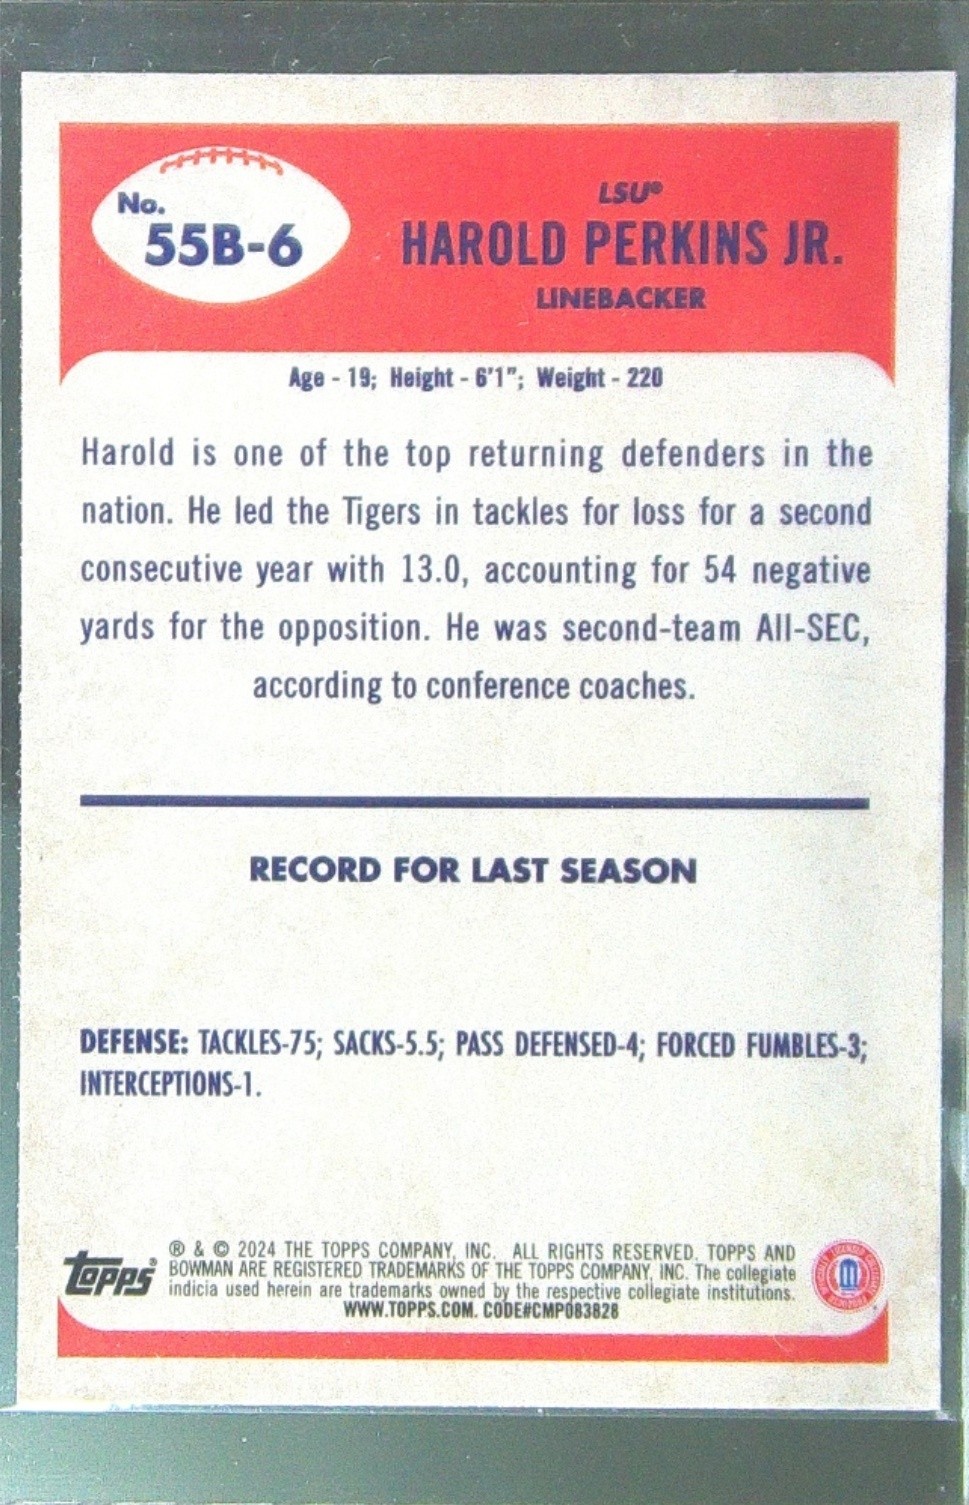 No.
55B-6
LSU®
HAROLD PERKINS JR.
LINEBACKER
Age - 19; Height - 6'1"; Weight - 220
Harold is one of the top returning defenders in the
nation. He led the Tigers in tackles for loss for a second
consecutive year with 13.0, accounting for 54 negative
yards for the opposition. He was second-team All-SEC,
according to conference coaches.
RECORD FOR LAST SEASON
DEFENSE: TACKLES-75; SACKS-5.5; PASS DEFENSED-4; FORCED FUMBLES-3;
INTERCEPTIONS-1.
topps®
® & © 2024 THE TOPPS COMPANY, INC. ALL RIGHTS RESERVED. TOPPS AND
BOWMAN ARE REGISTERED TRADEMARKS OF THE TOPPS COMPANY, INC. The collegiate
indicia used herein are trademarks owned by the respective collegiate institutions.
WWW.TOPPS.COM. CODE#CMP083828